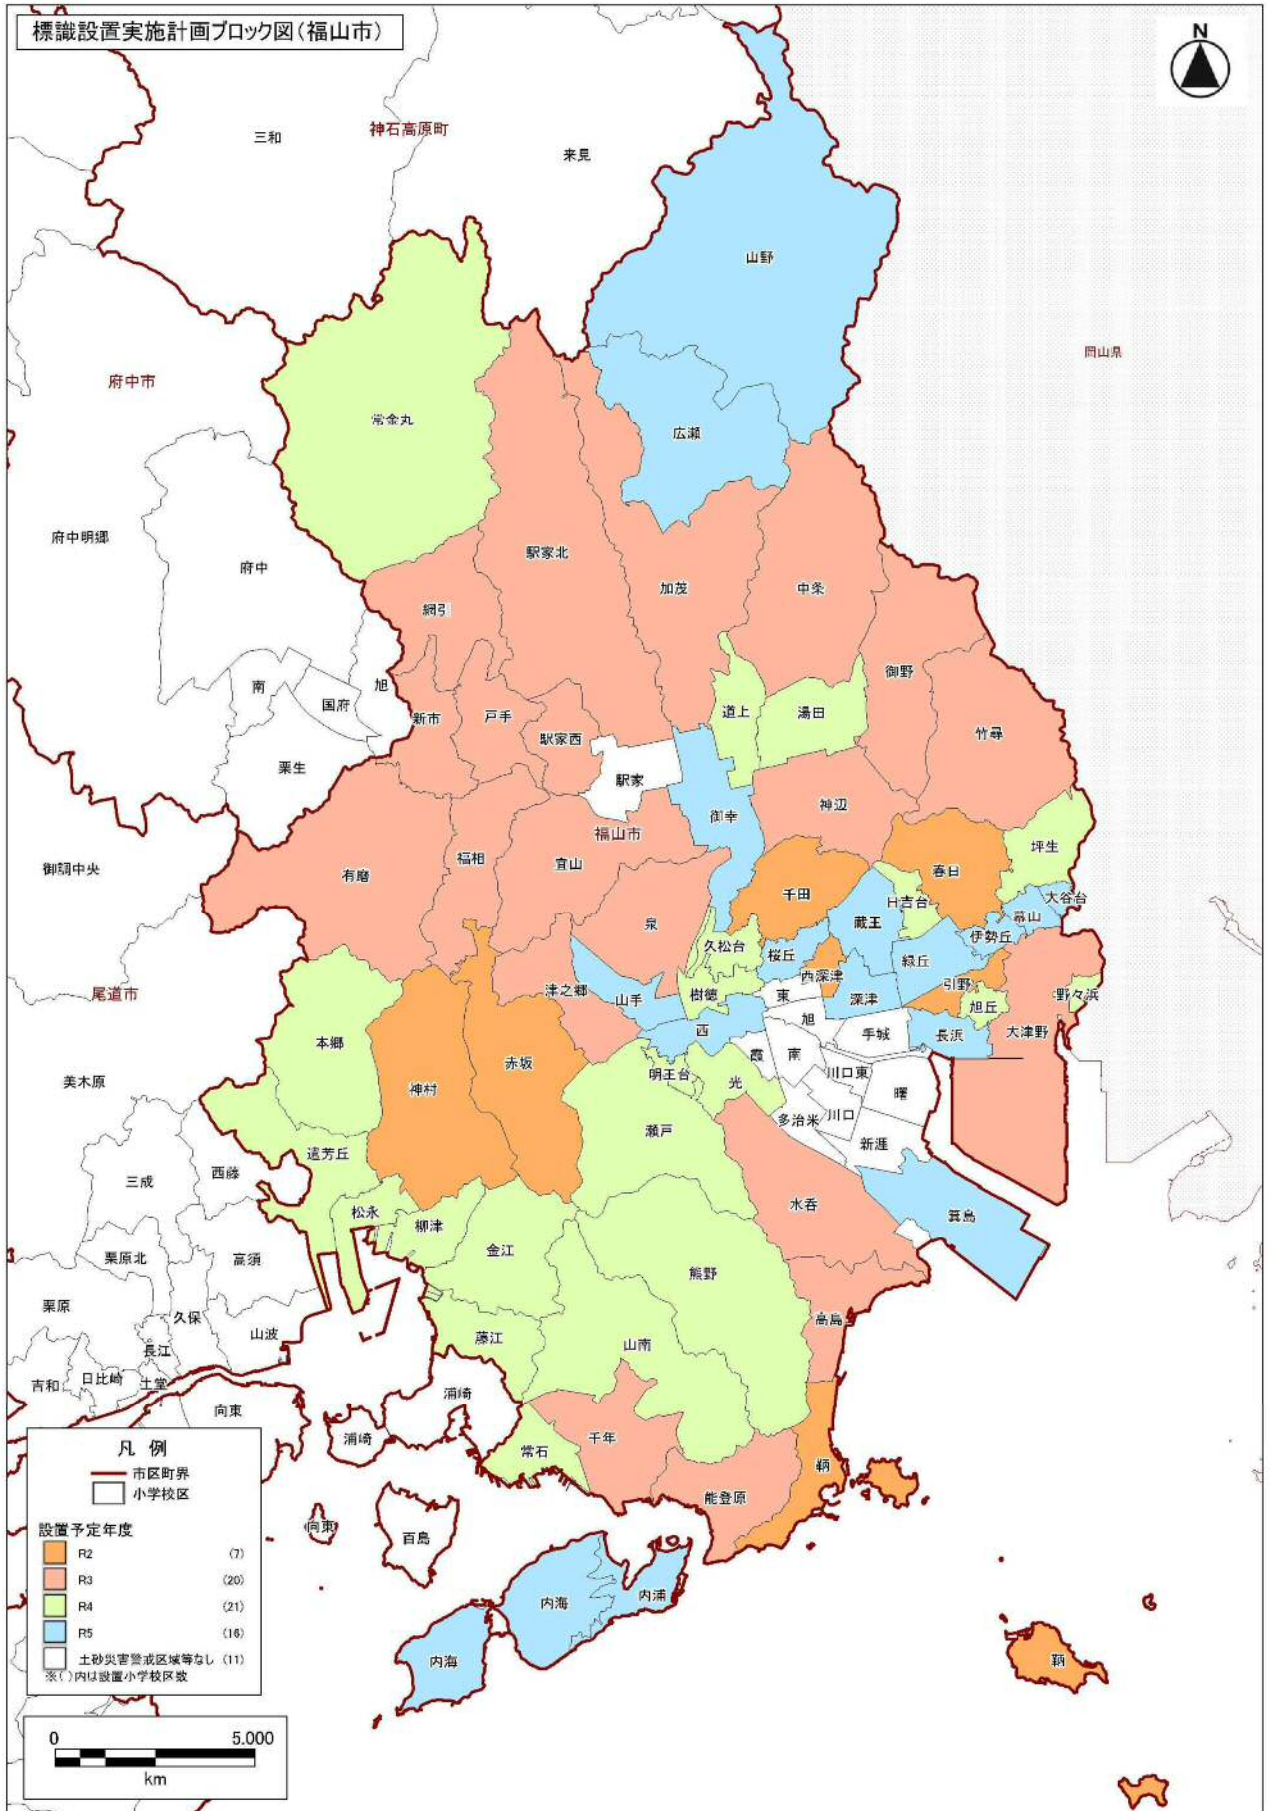 標識設置実施計画ブロック図(福山市)
N
三和
神石高原町
来見
山野
岡山県
府中市
常金丸
広瀬
府中明郷
府中
駅家北
加茂
中条
網引
御野
南
国府
旭
新市
戸手
駅家西
道上
湯田
竹尋
栗生
駅家
御幸
神辺
福山市
坪生
御調中央
有磨
福相
宜山
千田
春日
大谷台
泉
日吉台
幕山
蔵王
伊勢丘
久松台
桜丘
緑丘
西深津
引野
尾道市
津之郷
山手
樹徳
東
深津
旭丘
野々浜
本郷
西
旭
手城
長浜
大津野
霞
南
赤坂
明王台
光
川口東
美木原
神村
曙
多治米
川口
瀬戸
新涯
遺芳丘
三成
西藤
松永
柳津
水呑
箕島
栗原北
高須
金江
熊野
栗原
久保
高島
山波
藤江
山南
長江
吉和
日比崎
土堂
浦崎
向東
浦崎
千年
常石
鞆
能登原
向東
百島
内海
内浦
内海
鞆
凡 例
市区町界
小学校区
設置予定年度
R2 (7)
R3 (20)
R4 (21)
R5 (16)
土砂災害警戒区域等なし (11)
※( )内は設置小学校区数
0 5,000
km